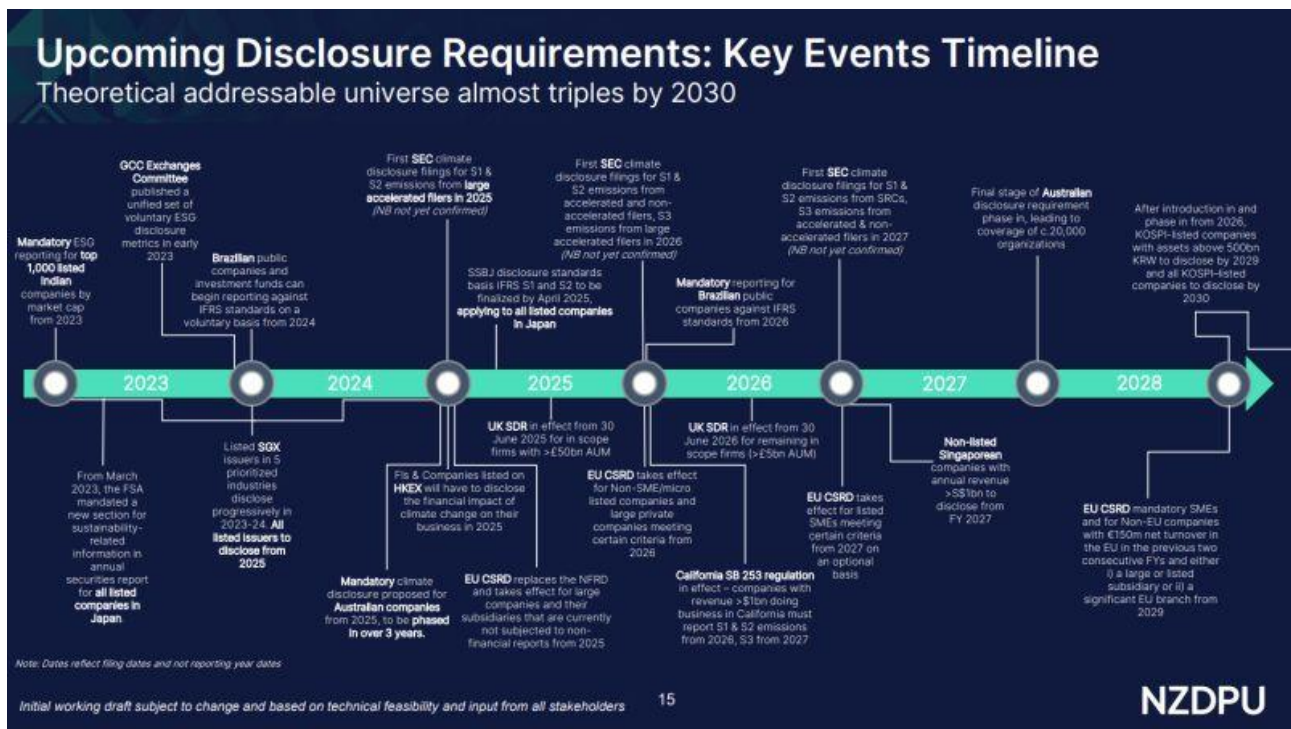 Upcoming Disclosure Requirements: Key Events Timeline
Theoretical addressable universe almost triples by 2030
Mandatory ESG
reporting for top
1,000 listed
Indian
companies by
market cap
from 2023
GCC Exchanges
Committee
published a
unified set of
voluntary ESG
disclosure
metrics in early
2023
Brazilian public
companies and
investment funds can
begin reporting against
IFRS standards on a
voluntary basis from 2024
First SEC climate
disclosure filings for S1 &
S2 emissions from large
accelerated filers in 2025
(NB not yet confirmed)
SSBJ disclosure standards
basis IFRS S1 and S2 to be
finalized by April 2025,
applying to all listed companies
in Japan
First SEC climate
disclosure filings for S1 &
S2 emissions from
accelerated and non-
accelerated filers, S3
emissions from large
accelerated filers in 2026
(NB not yet confirmed)
Mandatory reporting for
Brazilian public
companies against IFRS
standards from 2026
First SEC climate
disclosure filings for S1 &
S2 emissions from SRCs,
S3 emissions from
accelerated & non-
accelerated filers in 2027
(NB not yet confirmed)
Final stage of Australian
disclosure requirement
phase in, leading to
coverage of c.20,000
organizations
After introduction in and
phase in from 2026,
KOSPI-listed companies
with assets above 500bn
KRW to disclose by 2029
and all KOSPI-listed
companies to disclose by
2030
2023
2024
2025
2026
2027
2028
From March
2023, the FSA
mandated a
new section for
sustainability-
related
information in
annual
securities report
for all listed
companies in
Japan
Listed SGX
issuers in 5
prioritized
industries
disclose
progressively in
2023-24. All
listed issuers to
disclose from
2025
Mandatory climate
disclosure proposed for
Australian companies
from 2025, to be phased
in over 3 years.
FIs & Companies listed on
HKEX will have to disclose
the financial impact of
climate change on their
business in 2025
EU CSRD replaces the NFRD
and takes effect for large
companies and their
subsidiaries that are currently
not subjected to non-
financial reports from 2025
UK SDR in effect from 30
June 2025 for in scope
firms with >£50bn AUM
EU CSRD takes effect
for Non-SME/micro
listed companies and
large private
companies meeting
certain criteria from
2026
UK SDR in effect from 30
June 2026 for remaining in
scope firms (>£5bn AUM)
California SB 253 regulation
in effect – companies with
revenue >$1bn doing
business in California must
report S1 & S2 emissions
from 2026, S3 from 2027
EU CSRD takes
effect for listed
SMEs meeting
certain criteria
from 2027 on
an optional
basis
Non-listed
Singaporean
companies with
annual revenue
>S$1bn to
disclose from
FY 2027
EU CSRD mandatory SMEs
and for Non-EU companies
with €150m net turnover in
the EU in the previous two
consecutive FYs and either
i) a large or listed
subsidiary or ii) a
significant EU branch from
2029
Note: Dates reflect filing dates and not reporting year dates
Initial working draft subject to change and based on technical feasibility and input from all stakeholders
15
NZDPU